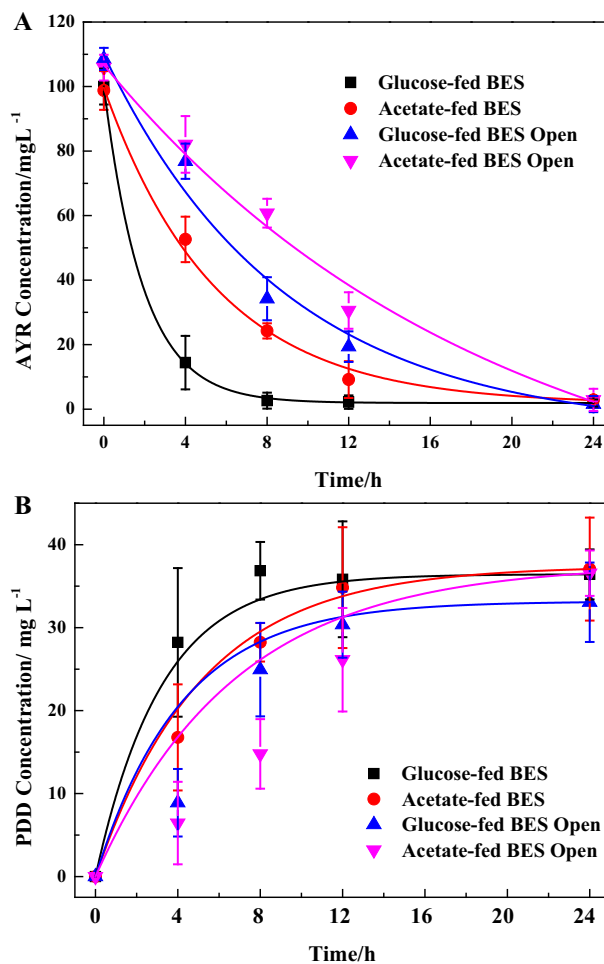 A
120
100
80
60
40
20
0
AYR Concentration/mgL⁻¹
Glucose-fed BES
Acetate-fed BES
Glucose-fed BES Open
Acetate-fed BES Open
0 4 8 12 16 20 24
Time/h
B
40
30
20
10
0
PDD Concentration/ mg L⁻¹
Glucose-fed BES
Acetate-fed BES
Glucose-fed BES Open
Acetate-fed BES Open
0 4 8 12 16 20 24
Time/h